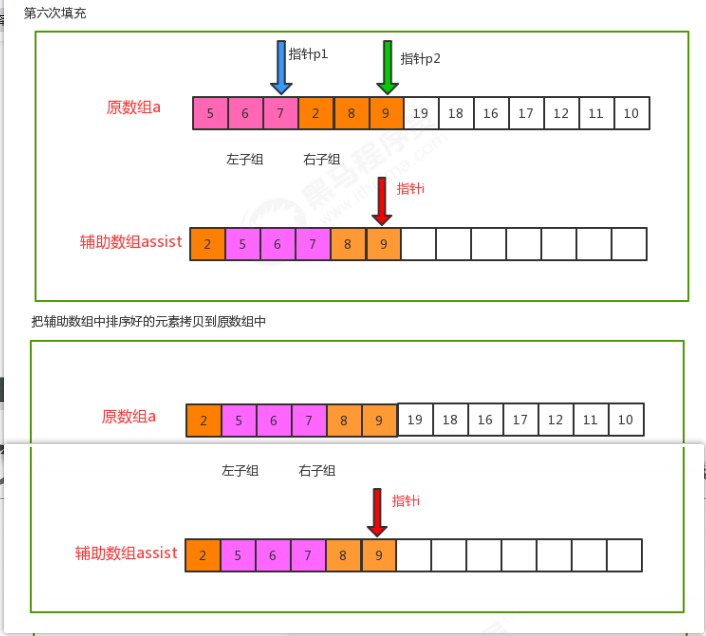 第六次填充
指针p1
指针p2
原数组a
5 6 7 2 8 9 19 18 16 17 12 11 10
左子组 右子组
指针i
辅助数组assist
2 5 6 7 8 9
把辅助数组中排序好的元素拷贝到原数组中
原数组a
2 5 6 7 8 9 19 18 16 17 12 11 10
左子组 右子组
指针i
辅助数组assist
2 5 6 7 8 9